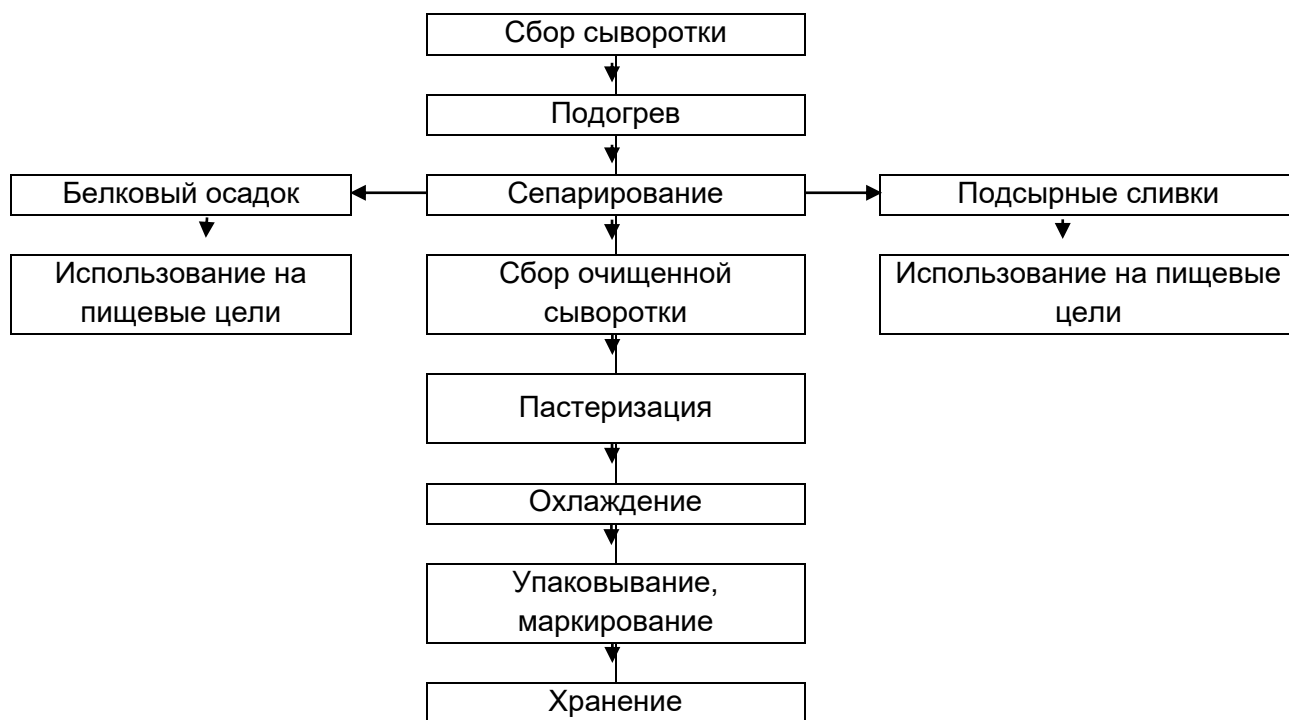 Сбор сыворотки
Подогрев
Белковый осадок
Сепарирование
Подсырные сливки
Использование на
пищевые цели
Сбор очищенной
сыворотки
Использование на пищевые
цели
Пастеризация
Охлаждение
Упаковывание,
маркирование
Хранение